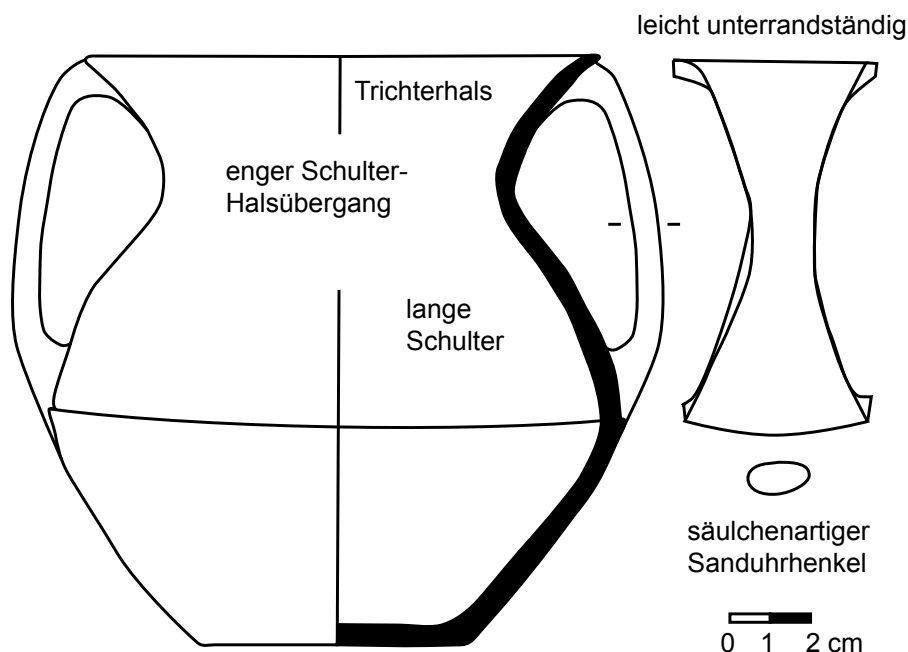 leicht unterrandständig
Trichterhals
enger Schulter-
Halsübergang
lange
Schulter
säulchenartiger
Sanduhrhenkel
0 1 2 cm